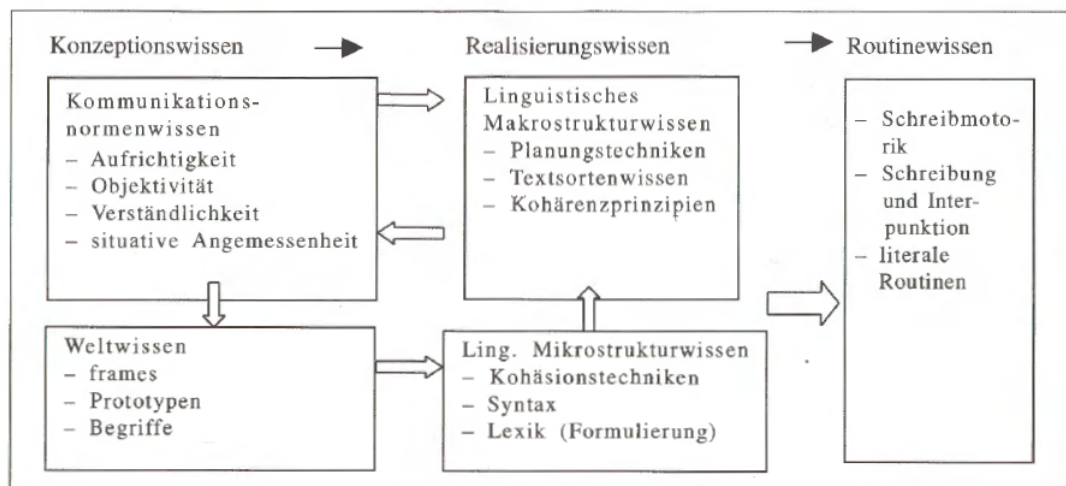 Konzeptionswissen
Realisierungswissen
Routinewissen
Kommunikations-
normenwissen
– Aufrichtigkeit
– Objektivität
– Verständlichkeit
– situative Angemessenheit
Linguistisches
Makrostrukturwissen
– Planungstechniken
– Textsortenwissen
– Kohärenzprinzipien
– Schreibmoto-
rik
– Schreibung
und Inter-
punktion
– literale
Routinen
Weltwissen
– frames
– Prototypen
– Begriffe
Ling. Mikrostrukturwissen
– Kohäsionstechniken
– Syntax
– Lexik (Formulierung)